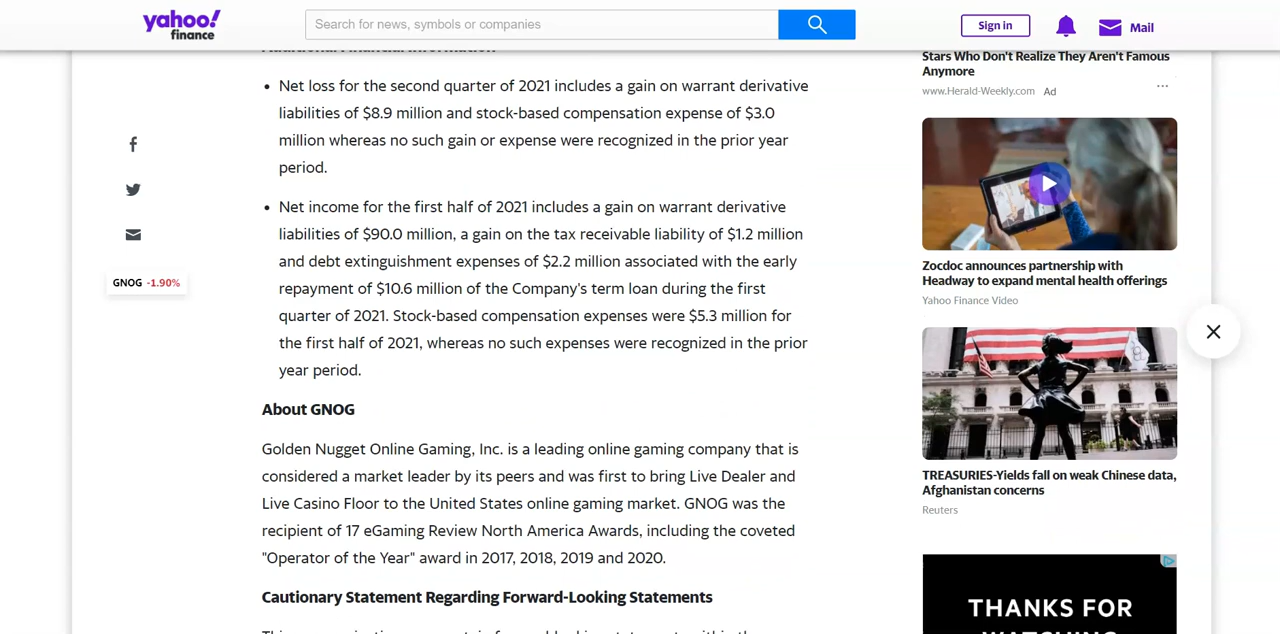 yahoo!
finance
Search for news, symbols or companies
Sign in
Mail
GNOG -1.90%
Additional Financial Information
• Net loss for the second quarter of 2021 includes a gain on warrant derivative
liabilities of $8.9 million and stock-based compensation expense of $3.0
million whereas no such gain or expense were recognized in the prior year
period.
• Net income for the first half of 2021 includes a gain on warrant derivative
liabilities of $90.0 million, a gain on the tax receivable liability of $1.2 million
and debt extinguishment expenses of $2.2 million associated with the early
repayment of $10.6 million of the Company's term loan during the first
quarter of 2021. Stock-based compensation expenses were $5.3 million for
the first half of 2021, whereas no such expenses were recognized in the prior
year period.
About GNOG
Golden Nugget Online Gaming, Inc. is a leading online gaming company that is
considered a market leader by its peers and was first to bring Live Dealer and
Live Casino Floor to the United States online gaming market. GNOG was the
recipient of 17 eGaming Review North America Awards, including the coveted
"Operator of the Year" award in 2017, 2018, 2019 and 2020.
Cautionary Statement Regarding Forward-Looking Statements
Stars Who Don't Realize They Aren't Famous
Anymore
www.Herald-Weekly.com Ad
Zocdoc announces partnership with
Headway to expand mental health offerings
Yahoo Finance Video
TREASURIES-Yields fall on weak Chinese data,
Afghanistan concerns
Reuters
THANKS FOR
WATCHING